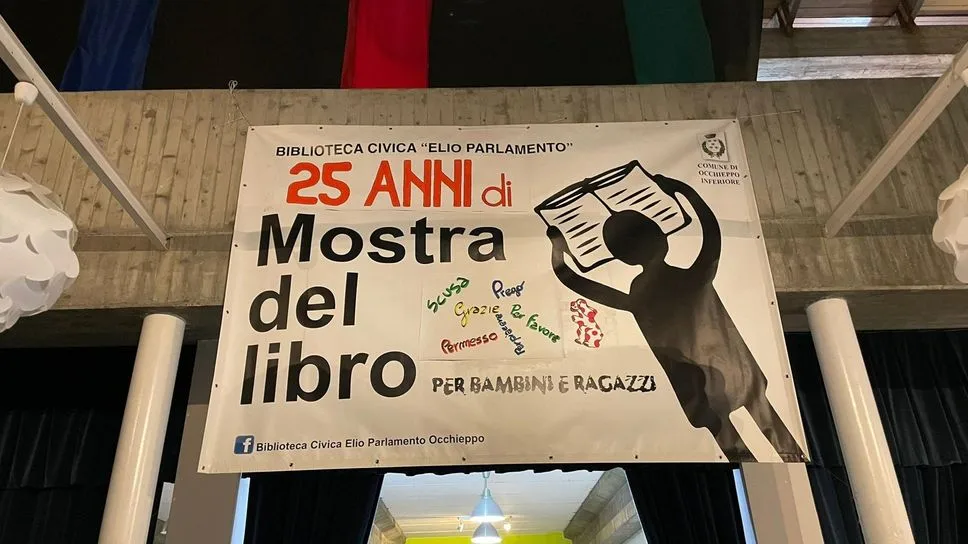 BIBLIOTECA CIVICA "ELIO PARLAMENTO"
COMUNE DI
OCCHIEPPO
INFERIORE
25 ANNI di
Mostra
del
libro
Scusa
Prego
Grazie
Per favore
Permesso
PER BAMBINI E RAGAZZI
f Biblioteca Civica Elio Parlamento Occhieppo